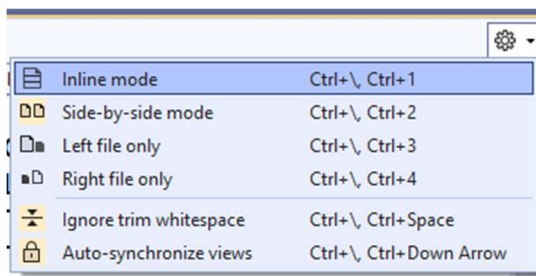 Inline mode Ctrl+\, Ctrl+1
Side-by-side mode Ctrl+\, Ctrl+2
Left file only Ctrl+\, Ctrl+3
Right file only Ctrl+\, Ctrl+4
Ignore trim whitespace Ctrl+\, Ctrl+Space
Auto-synchronize views Ctrl+\, Ctrl+Down Arrow